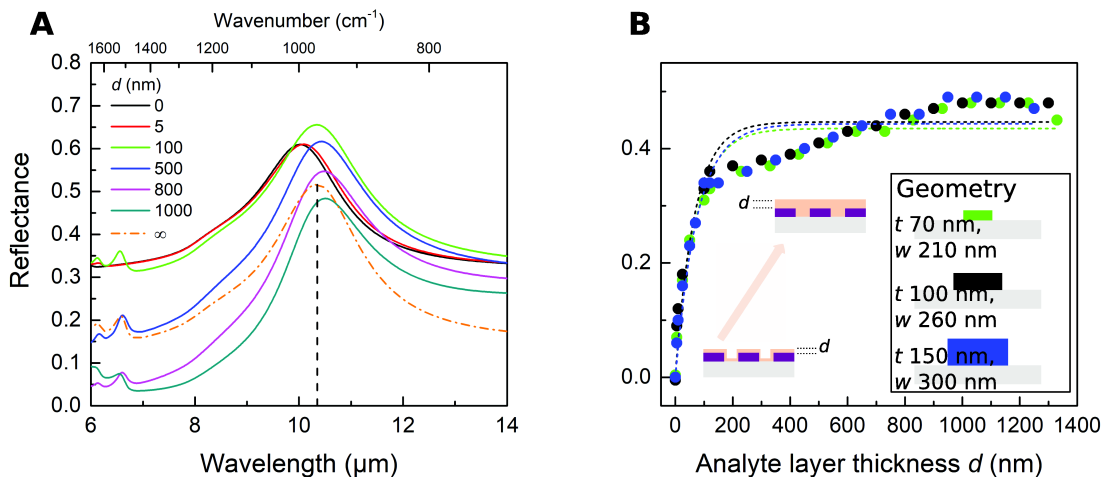 A
Wavenumber (cm-1)
1600 1400 1200 1000 800
0.8
0.7
0.6
0.5
0.4
0.3
0.2
0.1
0.0
Reflectance
d (nm)
0
5
100
500
800
1000
∞
6 8 10 12 14
Wavelength (μm)
B
0.4
0.2
0.0
d
d
Geometry
t 70 nm,
w 210 nm
t 100 nm,
w 260 nm
t 150 nm,
w 300 nm
0 200 400 600 800 1000 1200 1400
Analyte layer thickness d (nm)